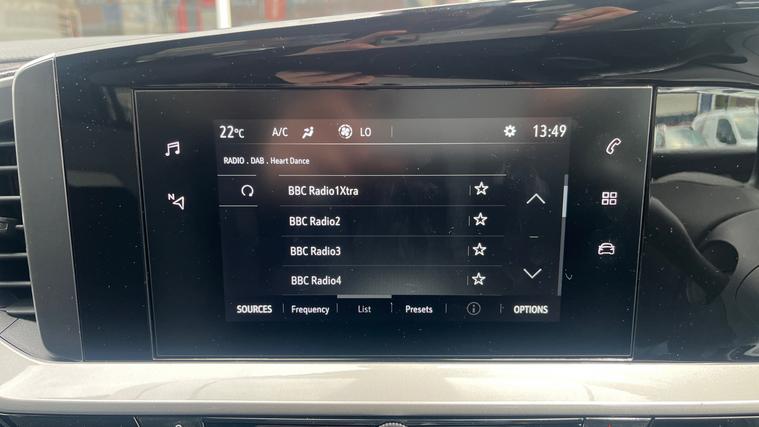 22°C A/C LO 13:49
RADIO . DAB . Heart Dance
BBC Radio1Xtra
BBC Radio2
N
BBC Radio3
BBC Radio4
SOURCES Frequency List Presets OPTIONS